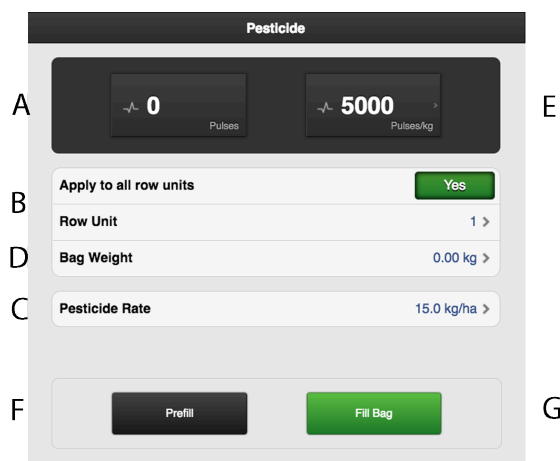 Pesticide
A
0
Pulses
5000
Pulses/kg
E
Apply to all row units
Yes
B
Row Unit
1
D
Bag Weight
0.00 kg
C
Pesticide Rate
15.0 kg/ha
F
Prefill
Fill Bag
G